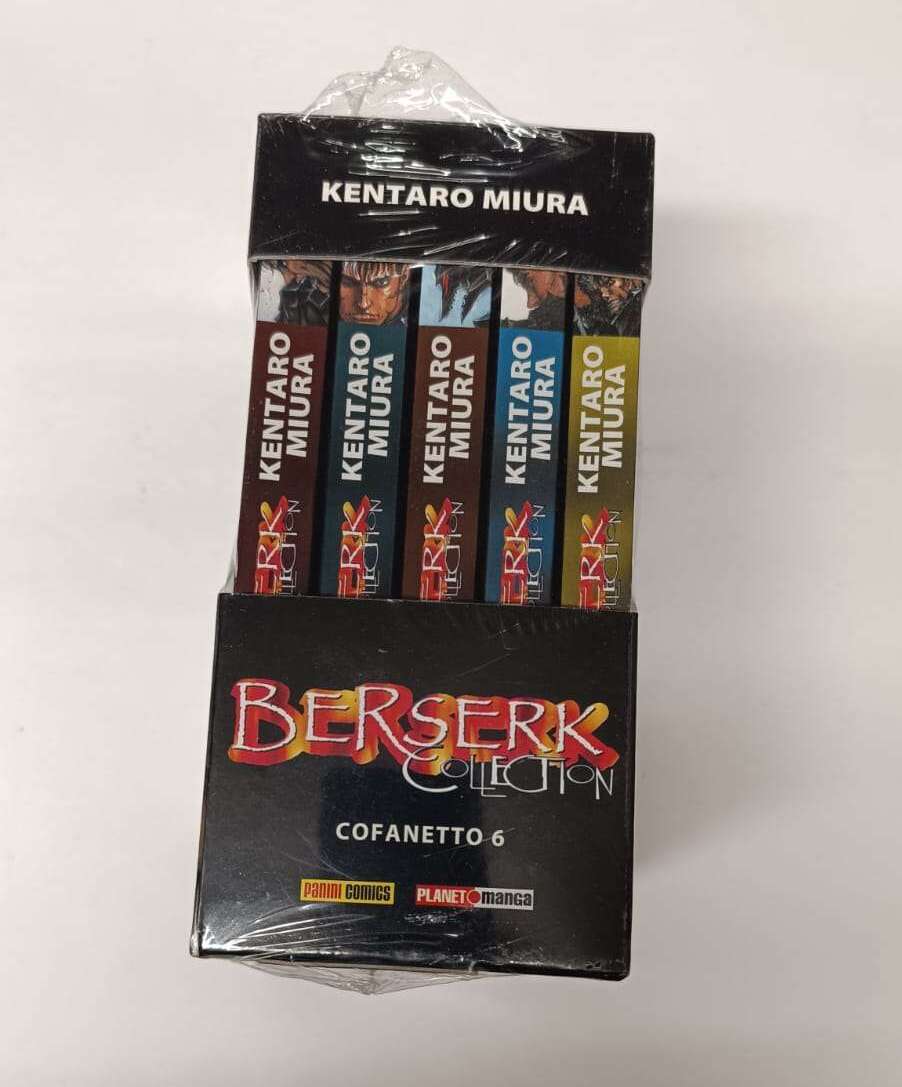 KENTARO MIURA
KENTARO
MIURA
KENTARO
MIURA
KENTARO
MIURA
KENTARO
MIURA
KENTARO
MIURA
BERSERK
COLLECTION
COFANETTO 6
PANINI COMICS
PLANET manga